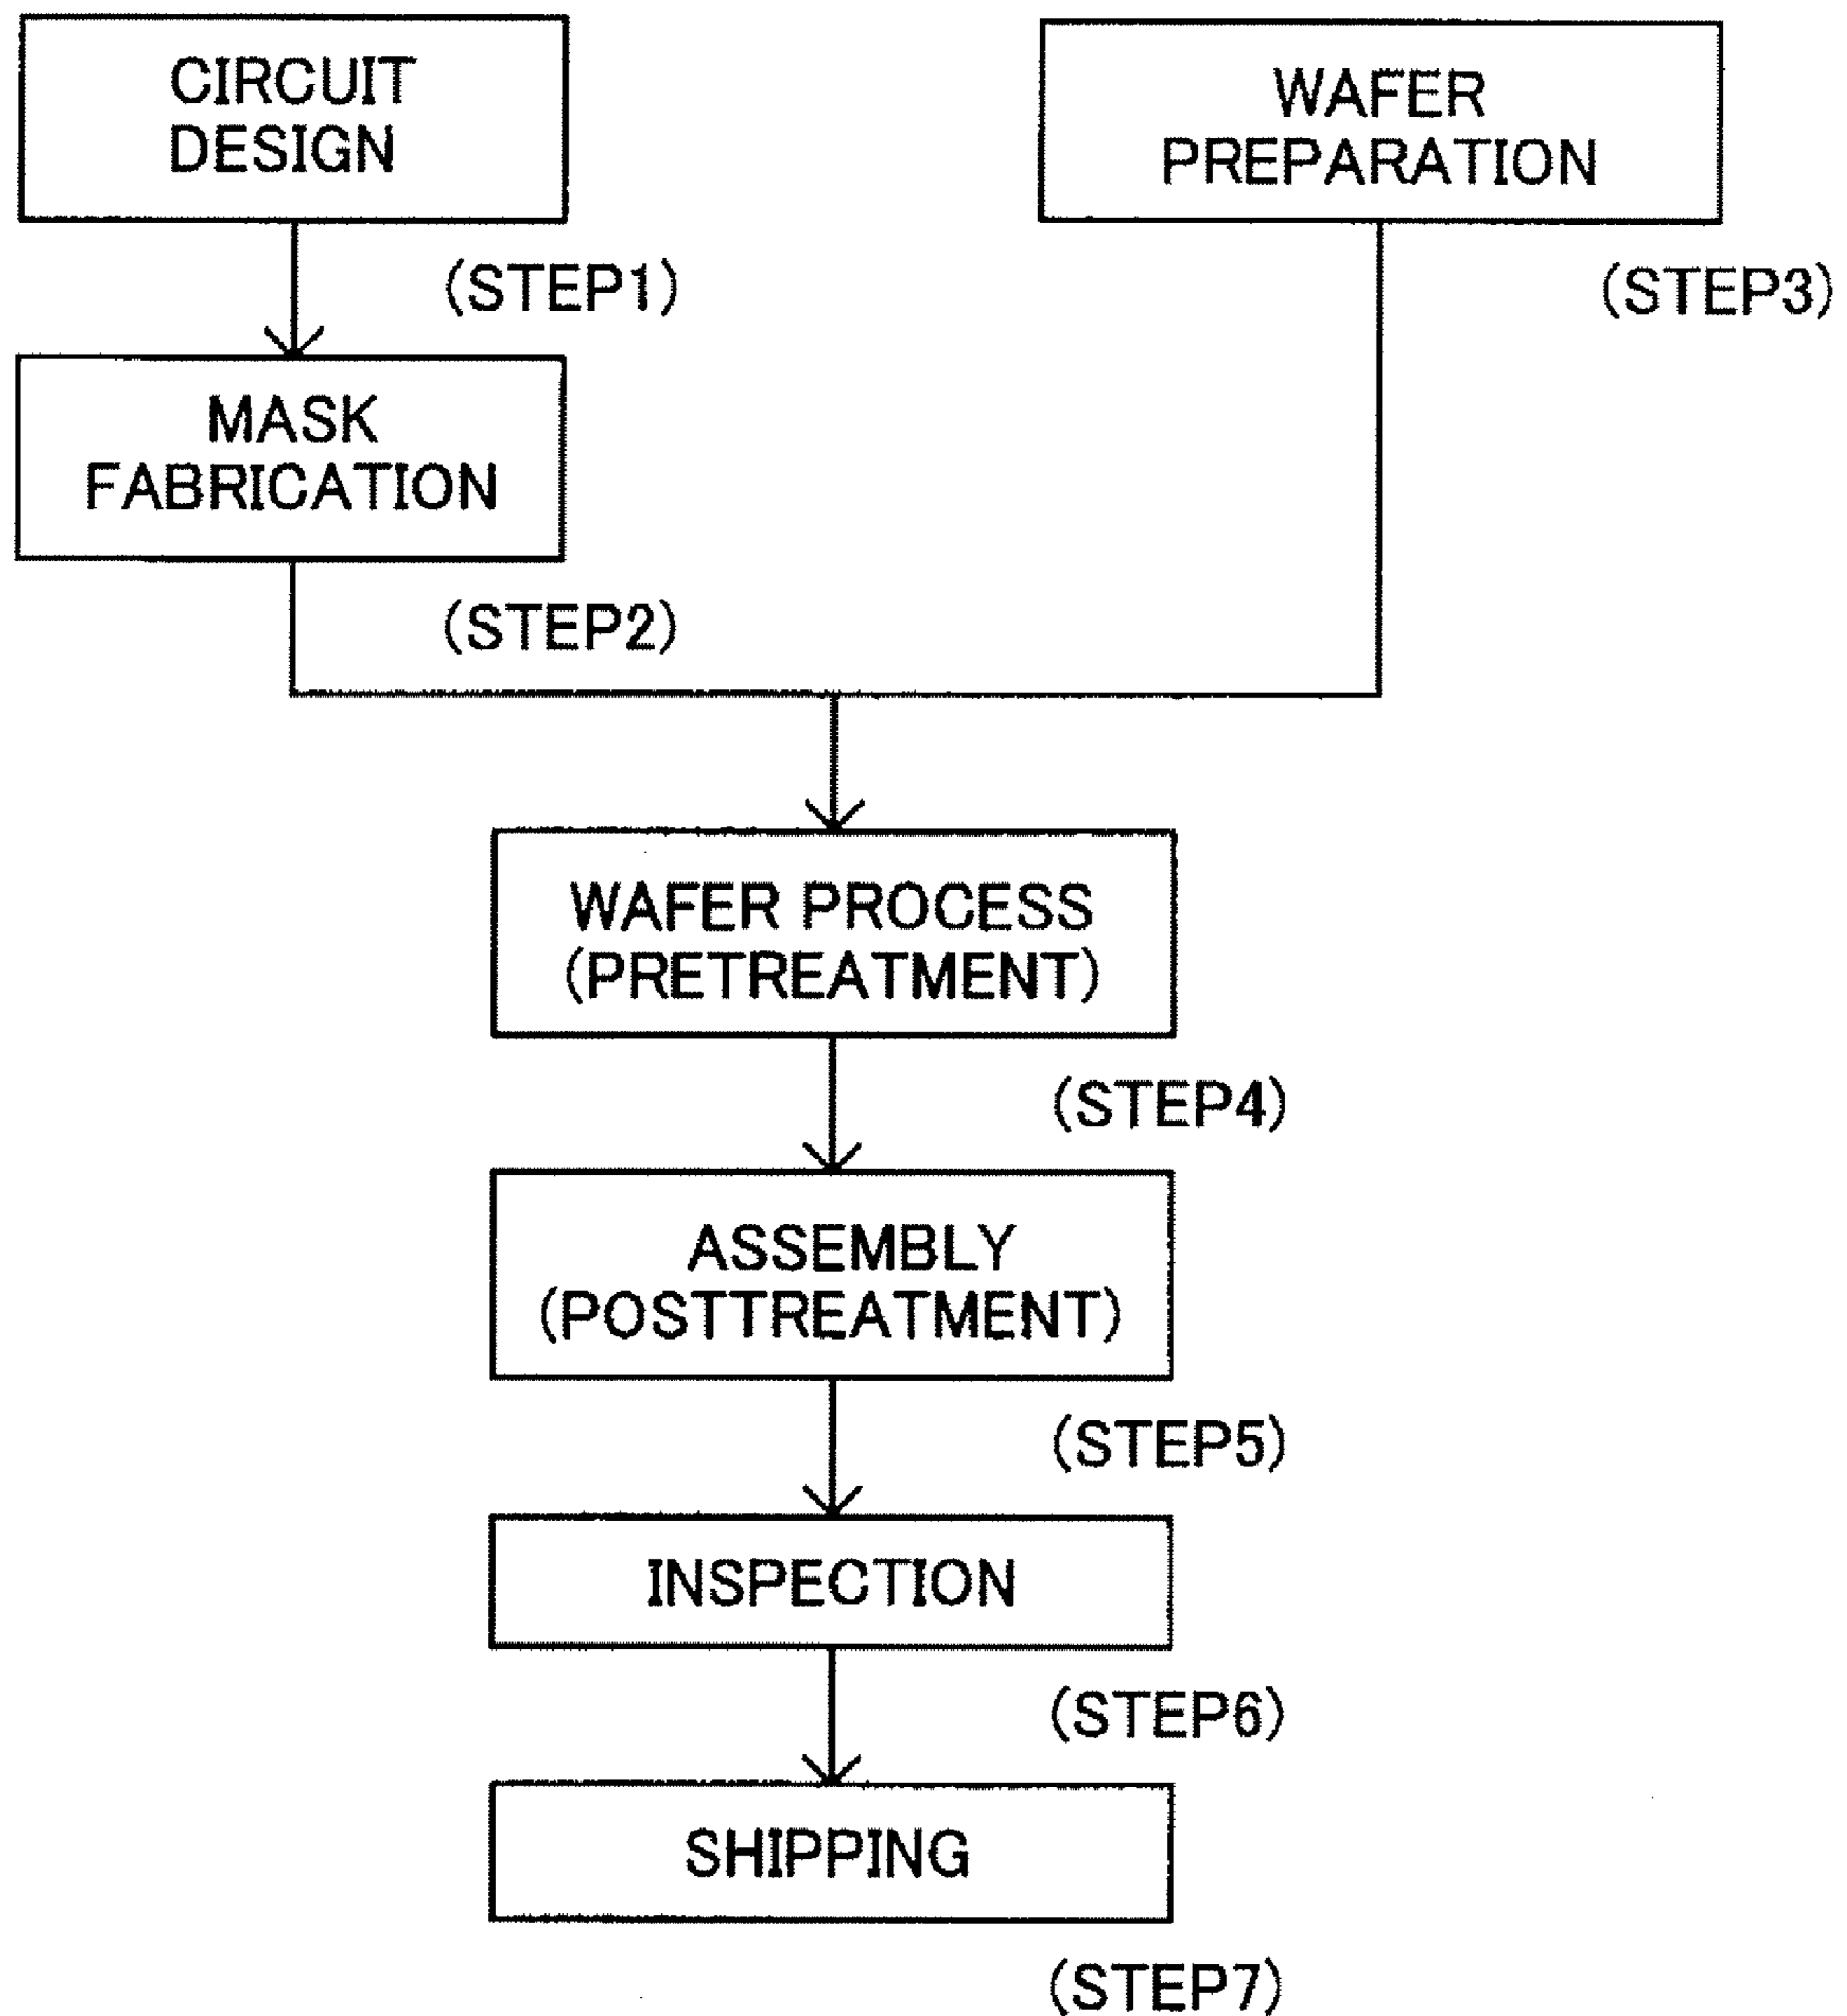 CIRCUIT
DESIGN
(STEP1)
MASK
FABRICATION
(STEP2)
WAFER
PREPARATION
(STEP3)
WAFER PROCESS
(PRETREATMENT)
(STEP4)
ASSEMBLY
(POSTTREATMENT)
(STEP5)
INSPECTION
(STEP6)
SHIPPING
(STEP7)